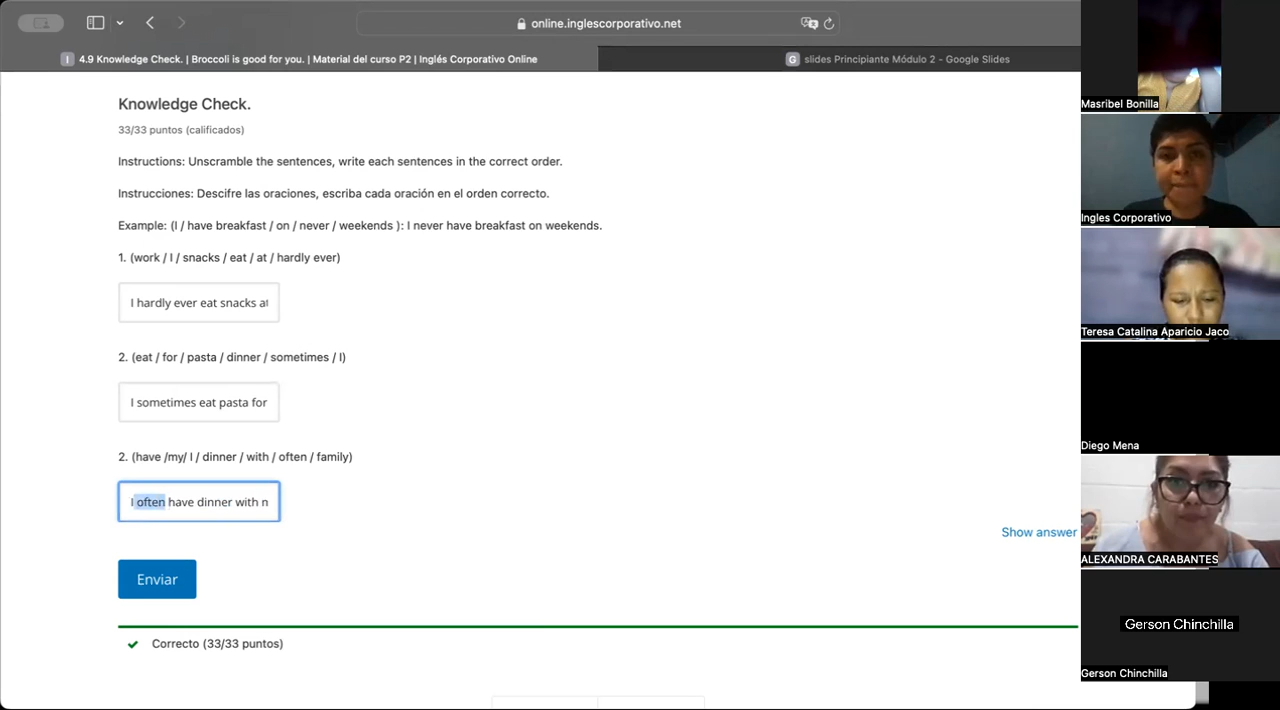 online.inglescorporativo.net
4.9 Knowledge Check. | Broccoli is good for you. | Material del curso P2 | Inglés Corporativo Online
G slides Principiante Módulo 2 - Google Slides
Knowledge Check.
33/33 puntos (calificados)
Instructions: Unscramble the sentences, write each sentences in the correct order.
Instrucciones: Descifre las oraciones, escriba cada oración en el orden correcto.
Example: (I / have breakfast / on / never / weekends ): I never have breakfast on weekends.
1. (work / I / snacks / eat / at / hardly ever)
I hardly ever eat snacks at
2. (eat / for / pasta / dinner / sometimes / I)
I sometimes eat pasta for
2. (have /my/ I / dinner / with / often / family)
I often have dinner with
Show answer
Enviar
Correcto (33/33 puntos)
Masribel Bonilla
Ingles Corporativo
Teresa Catalina Aparicio Jaco
Diego Mena
ALEXANDRA CARABANTES
Gerson Chinchilla
Gerson Chinchilla